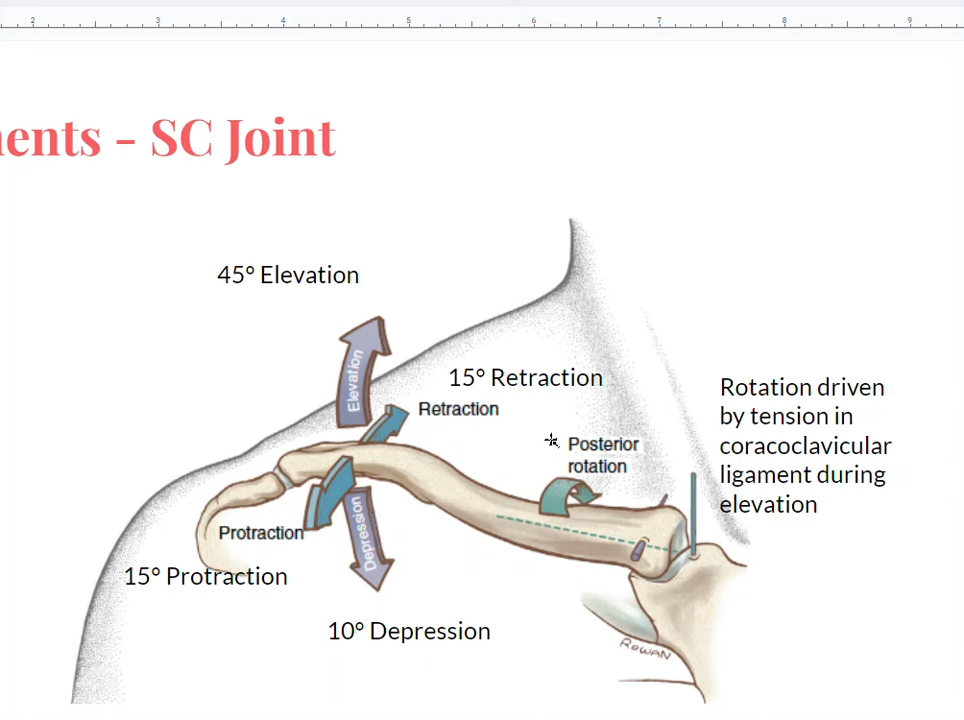 2 3 4 5 6 7 8 9
ents - SC Joint
45° Elevation
Elevation
15° Retraction
Retraction
Posterior
rotation
Rotation driven
by tension in
coracoclavicular
ligament during
elevation
Protraction
Depression
15° Protraction
10° Depression
ROWAN